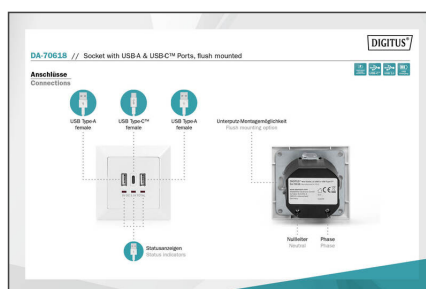 DIGITUS®
DA-70618 // Socket with USB-A & USB-C™ Ports, flush mounted
Anschlüsse
Connections
USB Type-A
female
USB Type-C™
female
USB Type-A
female
Unterputz-Montagemöglichkeit
Flush mounting option
Statusanzeigen
Status indicators
Nullleiter
Neutral
Phase
Phase